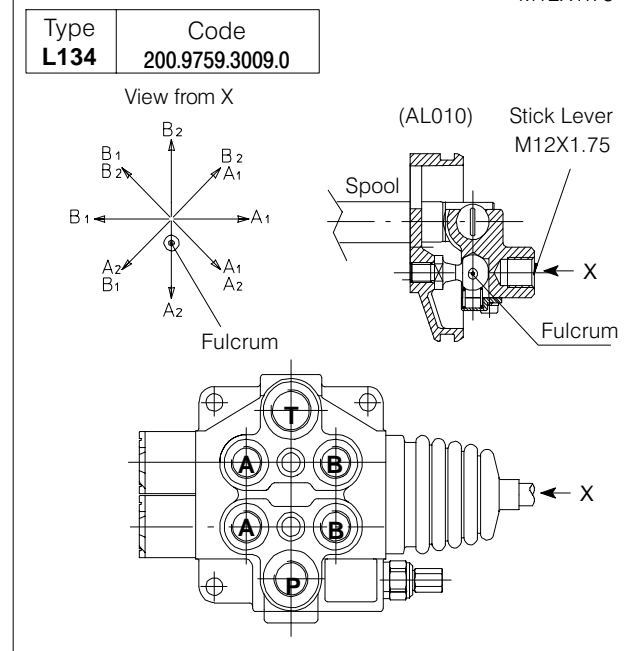 Type
Code
L134
200.9759.3009.0
View from X
(AL010)
Stick Lever
M12X1.75
Spool
B2
B1
B2
B2
A1
B1
A1
A2
B1
A1
A2
A2
X
Fulcrum
Fulcrum
T
A
B
X
A
B
P